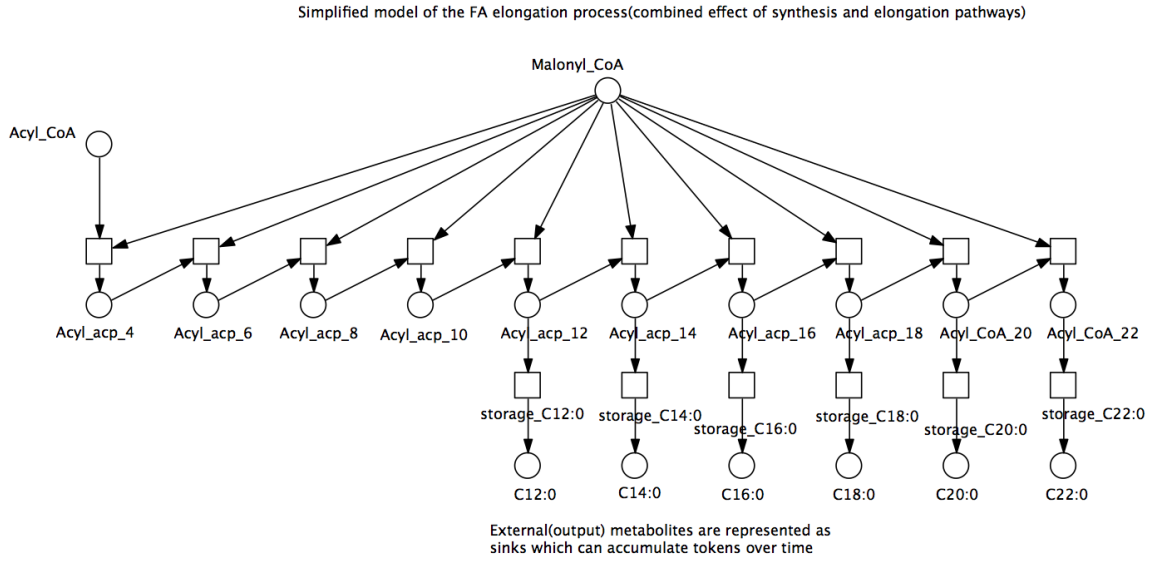 Simplified model of the FA elongation process(combined effect of synthesis and elongation pathways)
Malonyl_CoA
Acyl_CoA
Acyl_acp_4
Acyl_acp_6
Acyl_acp_8
Acyl_acp_10
Acyl_acp_12
Acyl_acp_14
Acyl_acp_16
Acyl_acp_18
Acyl_CoA_20
Acyl_CoA_22
storage_C12:0
storage_C14:0
storage_C16:0
storage_C18:0
storage_C20:0
storage_C22:0
C12:0
C14:0
C16:0
C18:0
C20:0
C22:0
External(output) metabolites are represented as
sinks which can accumulate tokens over time